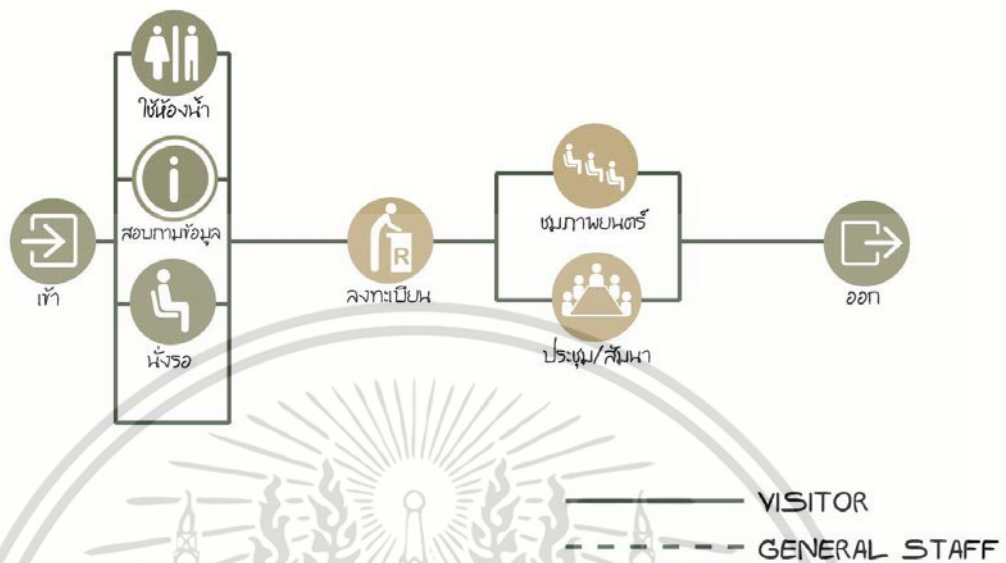 ใช้ห้องน้ำ
สอบถามข้อมูล
เข้า
นั่งรอ
R
ลงทะเบียน
ชมภาพยนตร์
ประชุม/สัมนา
ออก
VISITOR
GENERAL STAFF